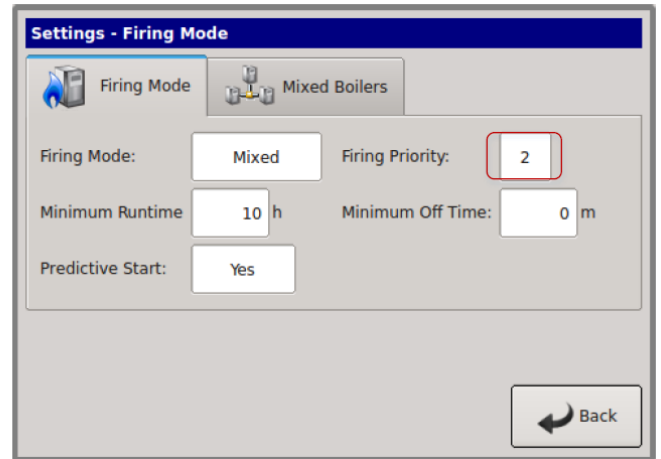 Settings - Firing Mode
Firing Mode
Mixed Boilers
Firing Mode: Mixed Firing Priority: 2
Minimum Runtime 10 h Minimum Off Time: 0 m
Predictive Start: Yes
Back